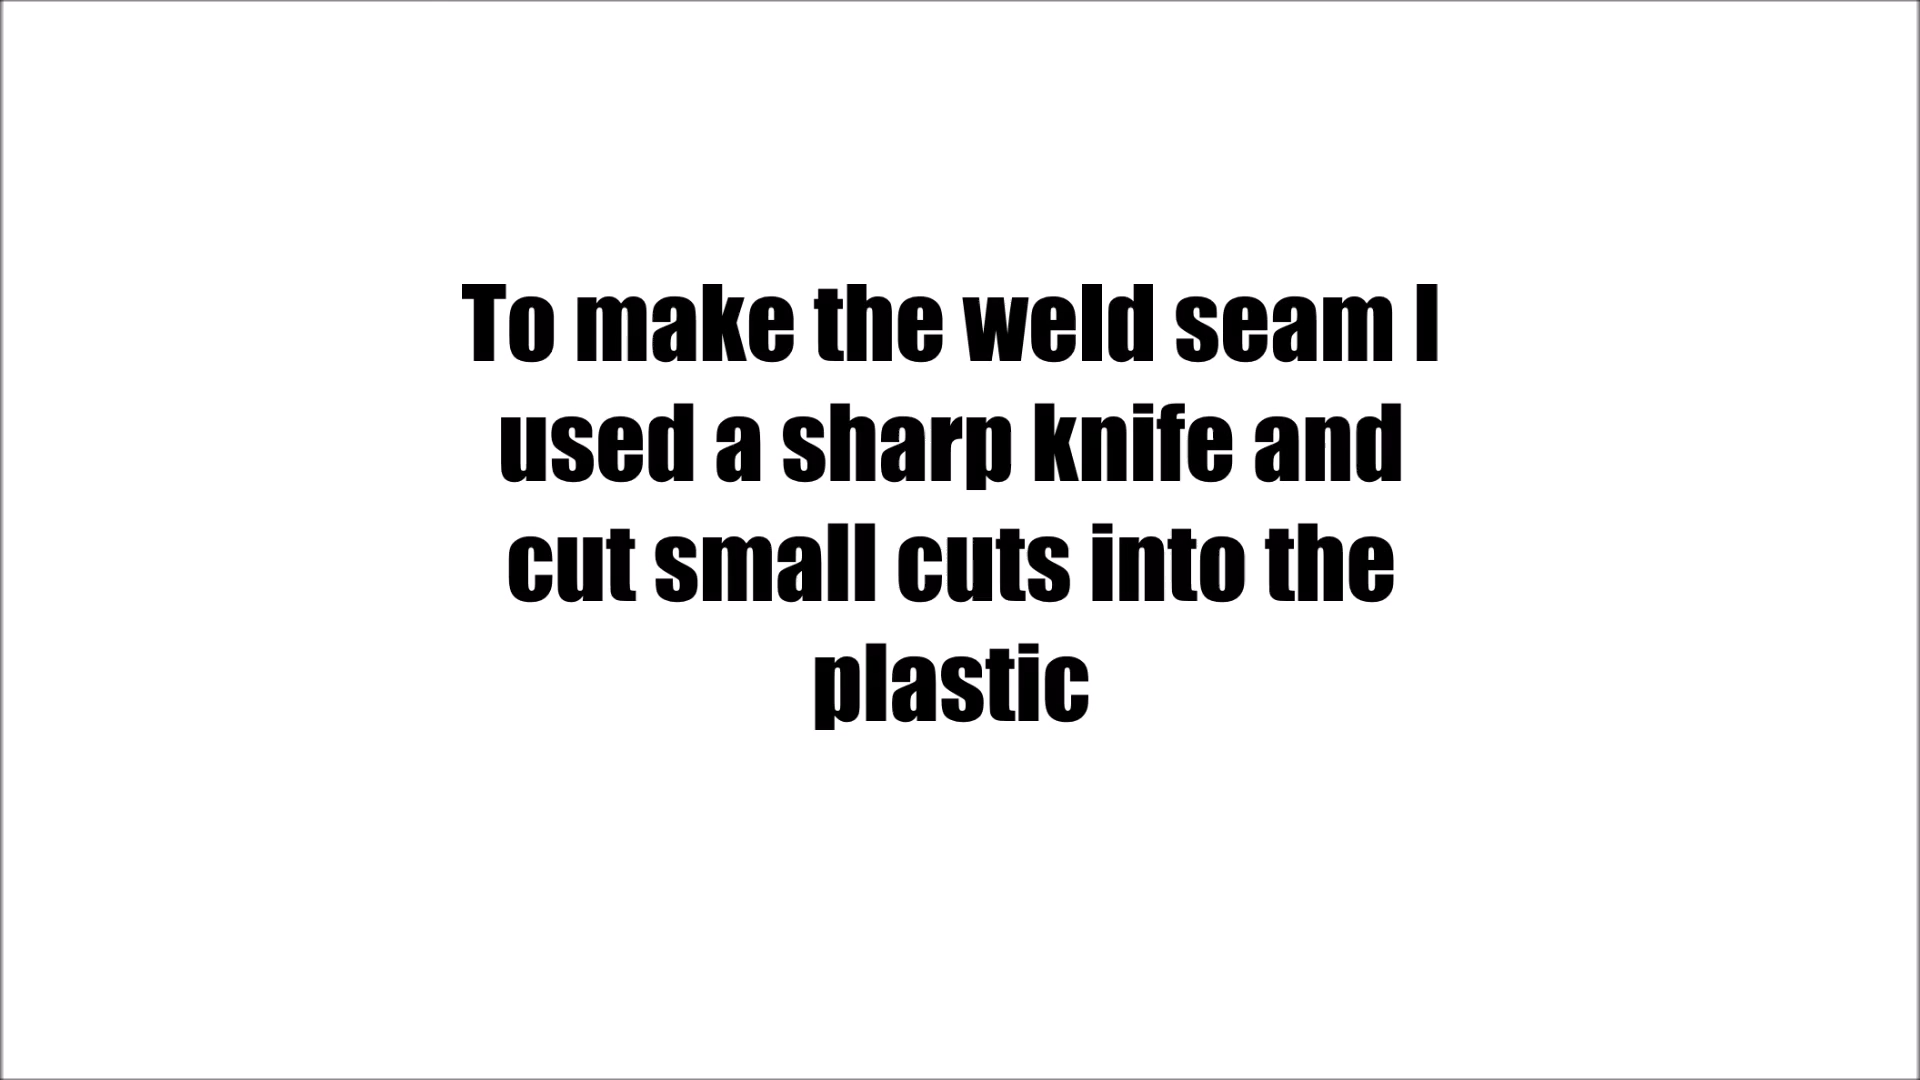 To make the weld seam I
used a sharp knife and
cut small cuts into the
plastic